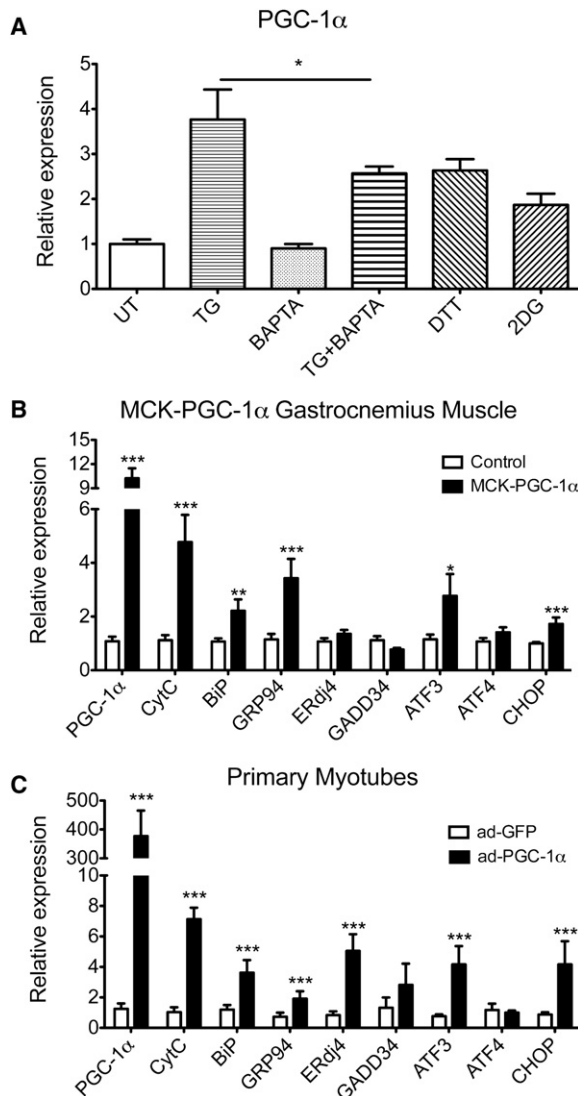 A
PGC-1α
*
Relative expression
5
4
3
2
1
0
UT
TG
BAPTA
TG+BAPTA
DTT
2DG
B
MCK-PGC-1α Gastrocnemius Muscle
Control
MCK-PGC-1α
Relative expression
15
12
9
6
4
2
0
***
***
**
***
*
***
PGC-1α
CytC
BiP
GRP94
ERdj4
GADD34
ATF3
ATF4
CHOP
C
Primary Myotubes
ad-GFP
ad-PGC-1α
Relative expression
500
400
300
10
8
6
4
2
0
***
***
***
***
***
***
***
PGC-1α
CytC
BiP
GRP94
ERdj4
GADD34
ATF3
ATF4
CHOP